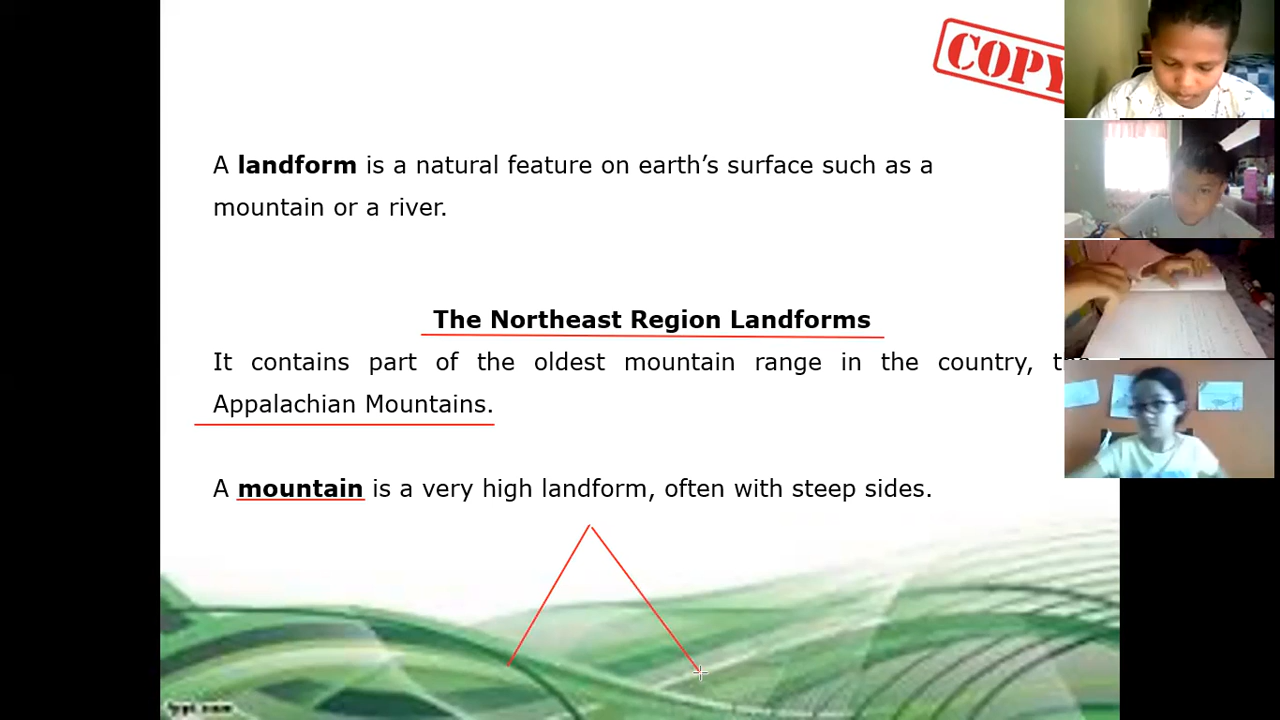 COPY
A landform is a natural feature on earth’s surface such as a
mountain or a river.
The Northeast Region Landforms
It contains part of the oldest mountain range in the country,
Appalachian Mountains.
A mountain is a very high landform, often with steep sides.